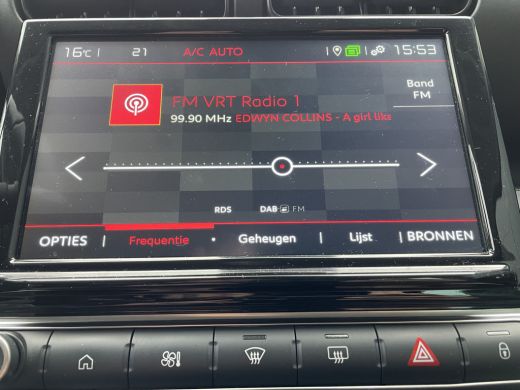 16°C 21 A/C AUTO 15:53
Band
FM VRT Radio 1 FM
99.90 MHz EDWYN COLLINS - A girl like
RDS DAB FM
OPTIES Frequentie Geheugen Lijst BRONNEN